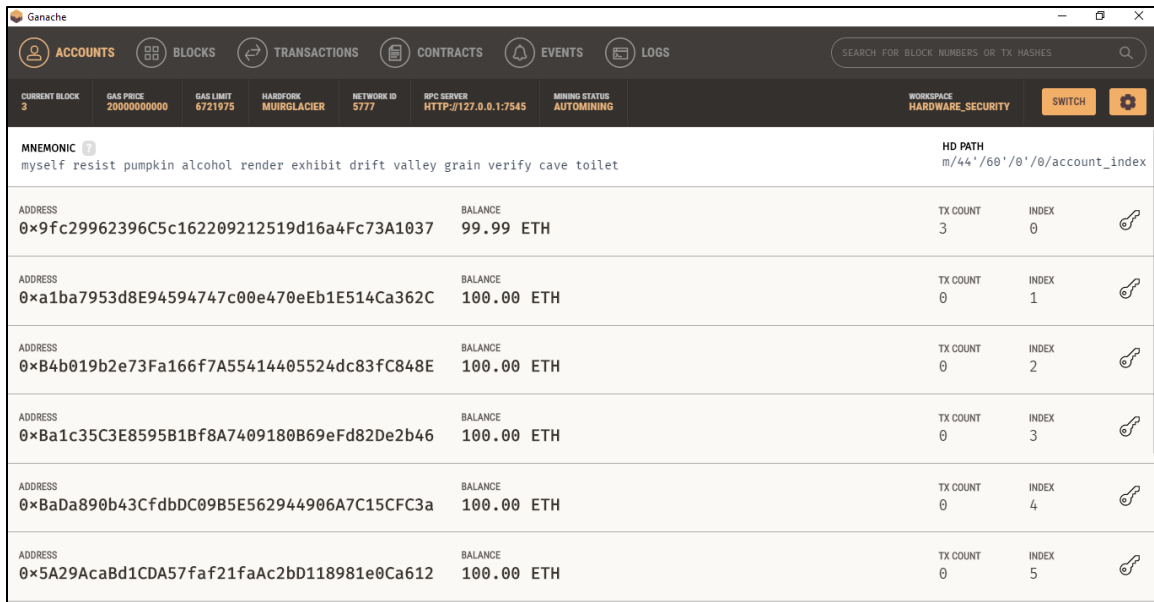 Ganache
ACCOUNTS BLOCKS TRANSACTIONS CONTRACTS EVENTS LOGS SEARCH FOR BLOCK NUMBERS OR TX HASHES
CURRENT BLOCK GAS PRICE GAS LIMIT HARDFORK NETWORK ID RPC SERVER MINING STATUS WORKSPACE
3 20000000000 6721975 MUIRGLACIER 5777 HTTP://127.0.0.1:7545 AUTOMINING HARDWARE_SECURITY SWITCH
MNEMONIC ? HD PATH
myself resist pumpkin alcohol render exhibit drift valley grain verify cave toilet m/44'/60'/0'/0/account_index
ADDRESS BALANCE TX COUNT INDEX
0×9fc29962396C5c162209212519d16a4Fc73A1037 99.99 ETH 3 0
ADDRESS BALANCE TX COUNT INDEX
0×a1ba7953d8E94594747c00e470eEb1E514Ca362C 100.00 ETH 0 1
ADDRESS BALANCE TX COUNT INDEX
0×B4b019b2e73Fa166f7A55414405524dc83fC848E 100.00 ETH 0 2
ADDRESS BALANCE TX COUNT INDEX
0×Ba1c35C3E8595B1Bf8A7409180B69eFd82De2b46 100.00 ETH 0 3
ADDRESS BALANCE TX COUNT INDEX
0×BaDa890b43CfdbDC09B5E562944906A7C15CFC3a 100.00 ETH 0 4
ADDRESS BALANCE TX COUNT INDEX
0×5A29AcaBd1CDA57faf21faAc2bD118981e0Ca612 100.00 ETH 0 5